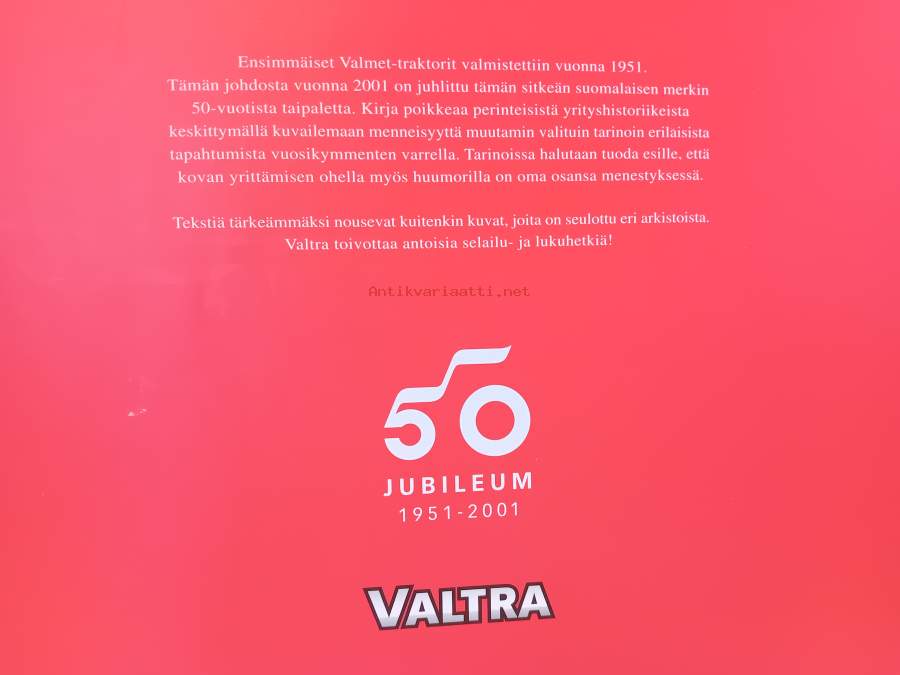 Ensimmäiset Valmet-traktorit valmistettiin vuonna 1951.
Tämän johdosta vuonna 2001 on juhlittu tämän sitkeän suomalaisen merkin
50-vuotista taipaletta. Kirja poikkeaa perinteisistä yrityshistoriikeista
keskittymällä kuvailemaan menneisyyttä muutamin valituin tarinoin erilaisista
tapahtumista vuosikymmenten varrella. Tarinoissa halutaan tuoda esille, että
kovan yrittämisen ohella myös huumorilla on oma osansa menestyksessä.
Tekstiä tärkeämmäksi nousevat kuitenkin kuvat, joita on seulottu eri arkistoista.
Valtra toivottaa antoisia selailu- ja lukuhetkiä!
Antikvariaatti.net
50
JUBILEUM
1951-2001
VALTRA